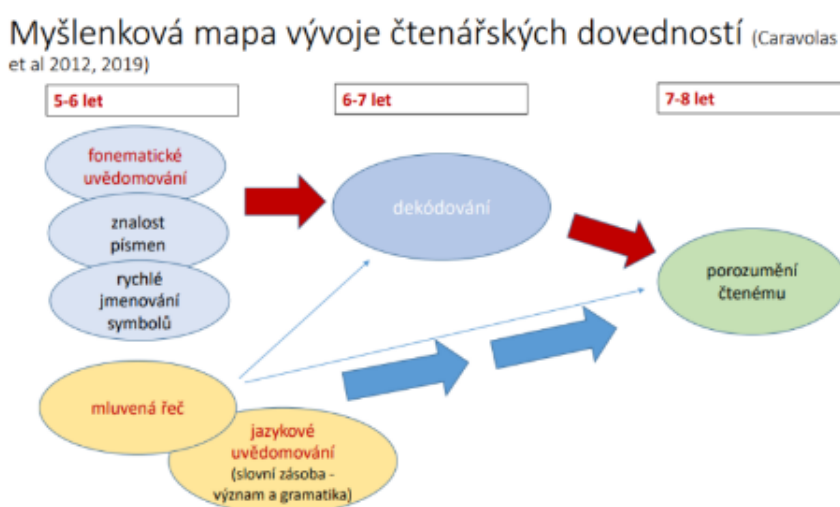 Myšlenková mapa vývoje čtenářských dovedností (Caravolas
et al 2012, 2019)
5-6 let
6-7 let
7-8 let
fonematické
uvědomování
znalost
písmen
rychlé
jmenování
symbolů
dekódování
porozumění
čtenému
mluvená řeč
jazykové
uvědomování
(slovní zásoba -
význam a gramatika)